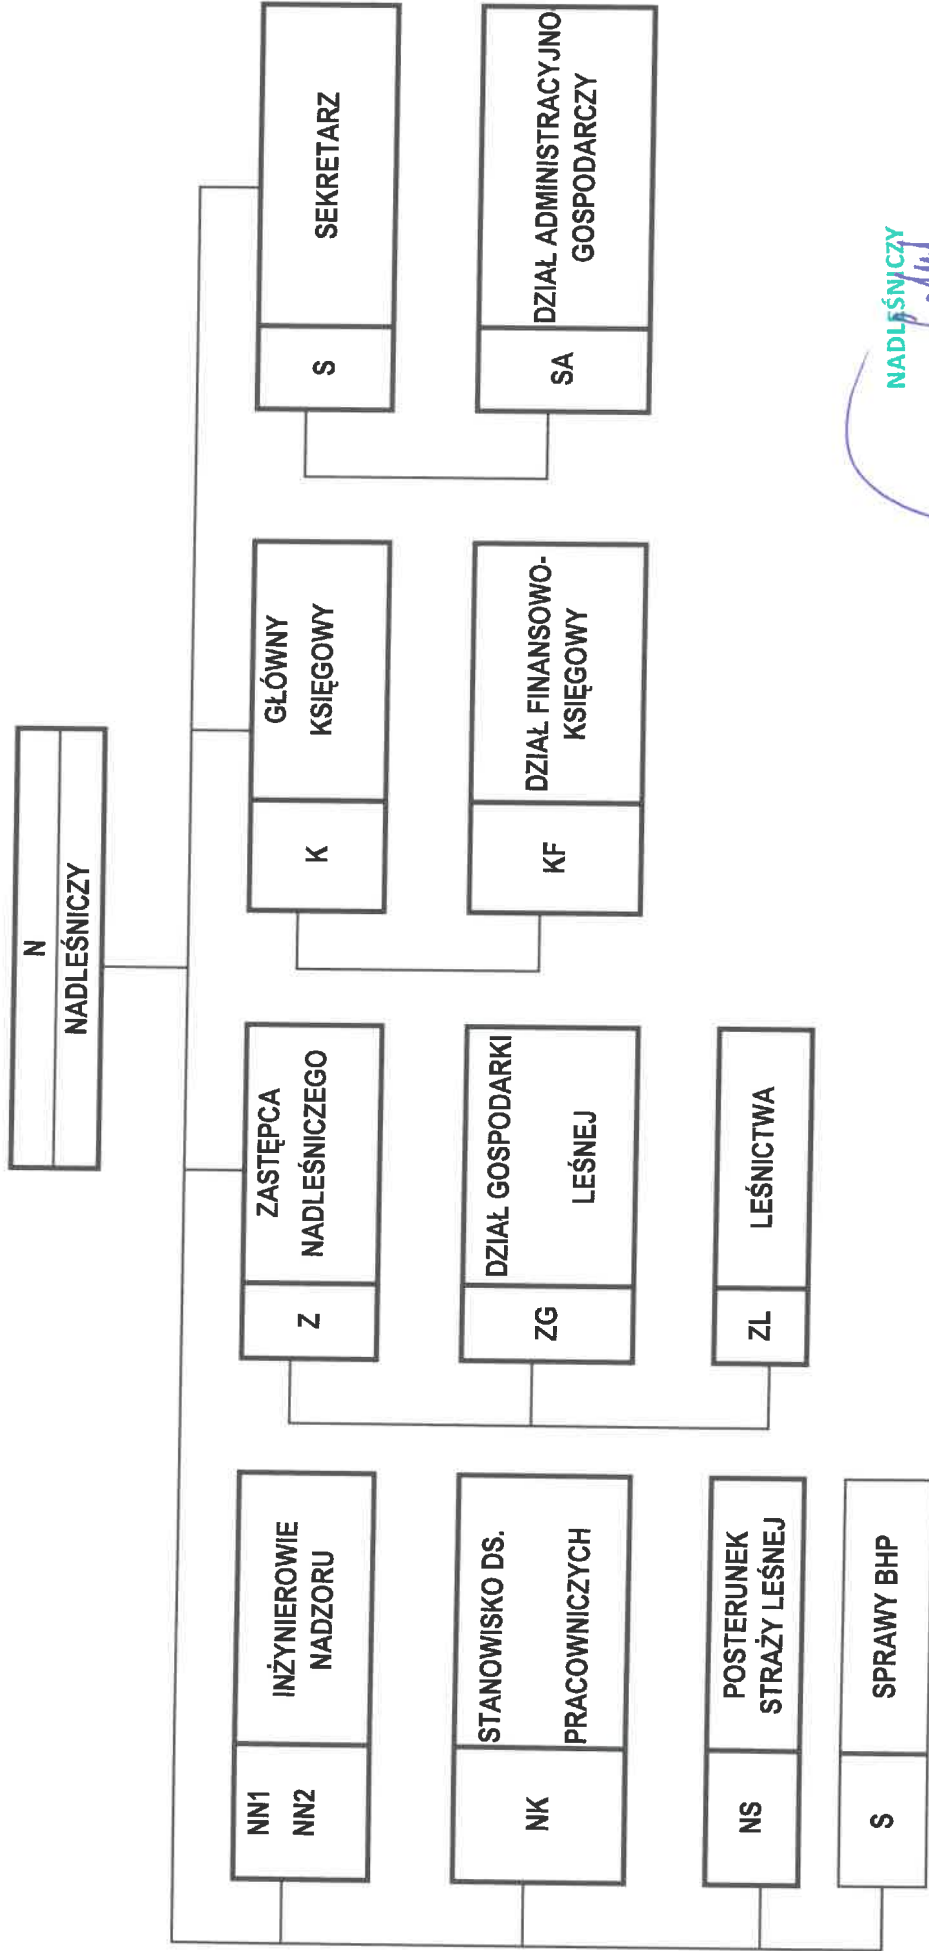 N
NADLEŚNICZY
NN1
NN2
INŻYNIEROWIE
NADZORU
Z
ZASTĘPCA
NADLEŚNICZEGO
K
GŁÓWNY
KSIĘGOWY
S
SEKRETARZ
NK
STANOWISKO DS.
PRACOWNICZYCH
ZG
DZIAŁ GOSPODARKI
LEŚNEJ
KF
DZIAŁ FINANSOWO-
KSIĘGOWY
SA
DZIAŁ ADMINISTRACYJNO-
GOSPODARCZY
NS
POSTERUNEK
STRAŻY LEŚNEJ
ZL
LEŚNICTWA
S
SPRAWY BHP
NADLEŚNICZY